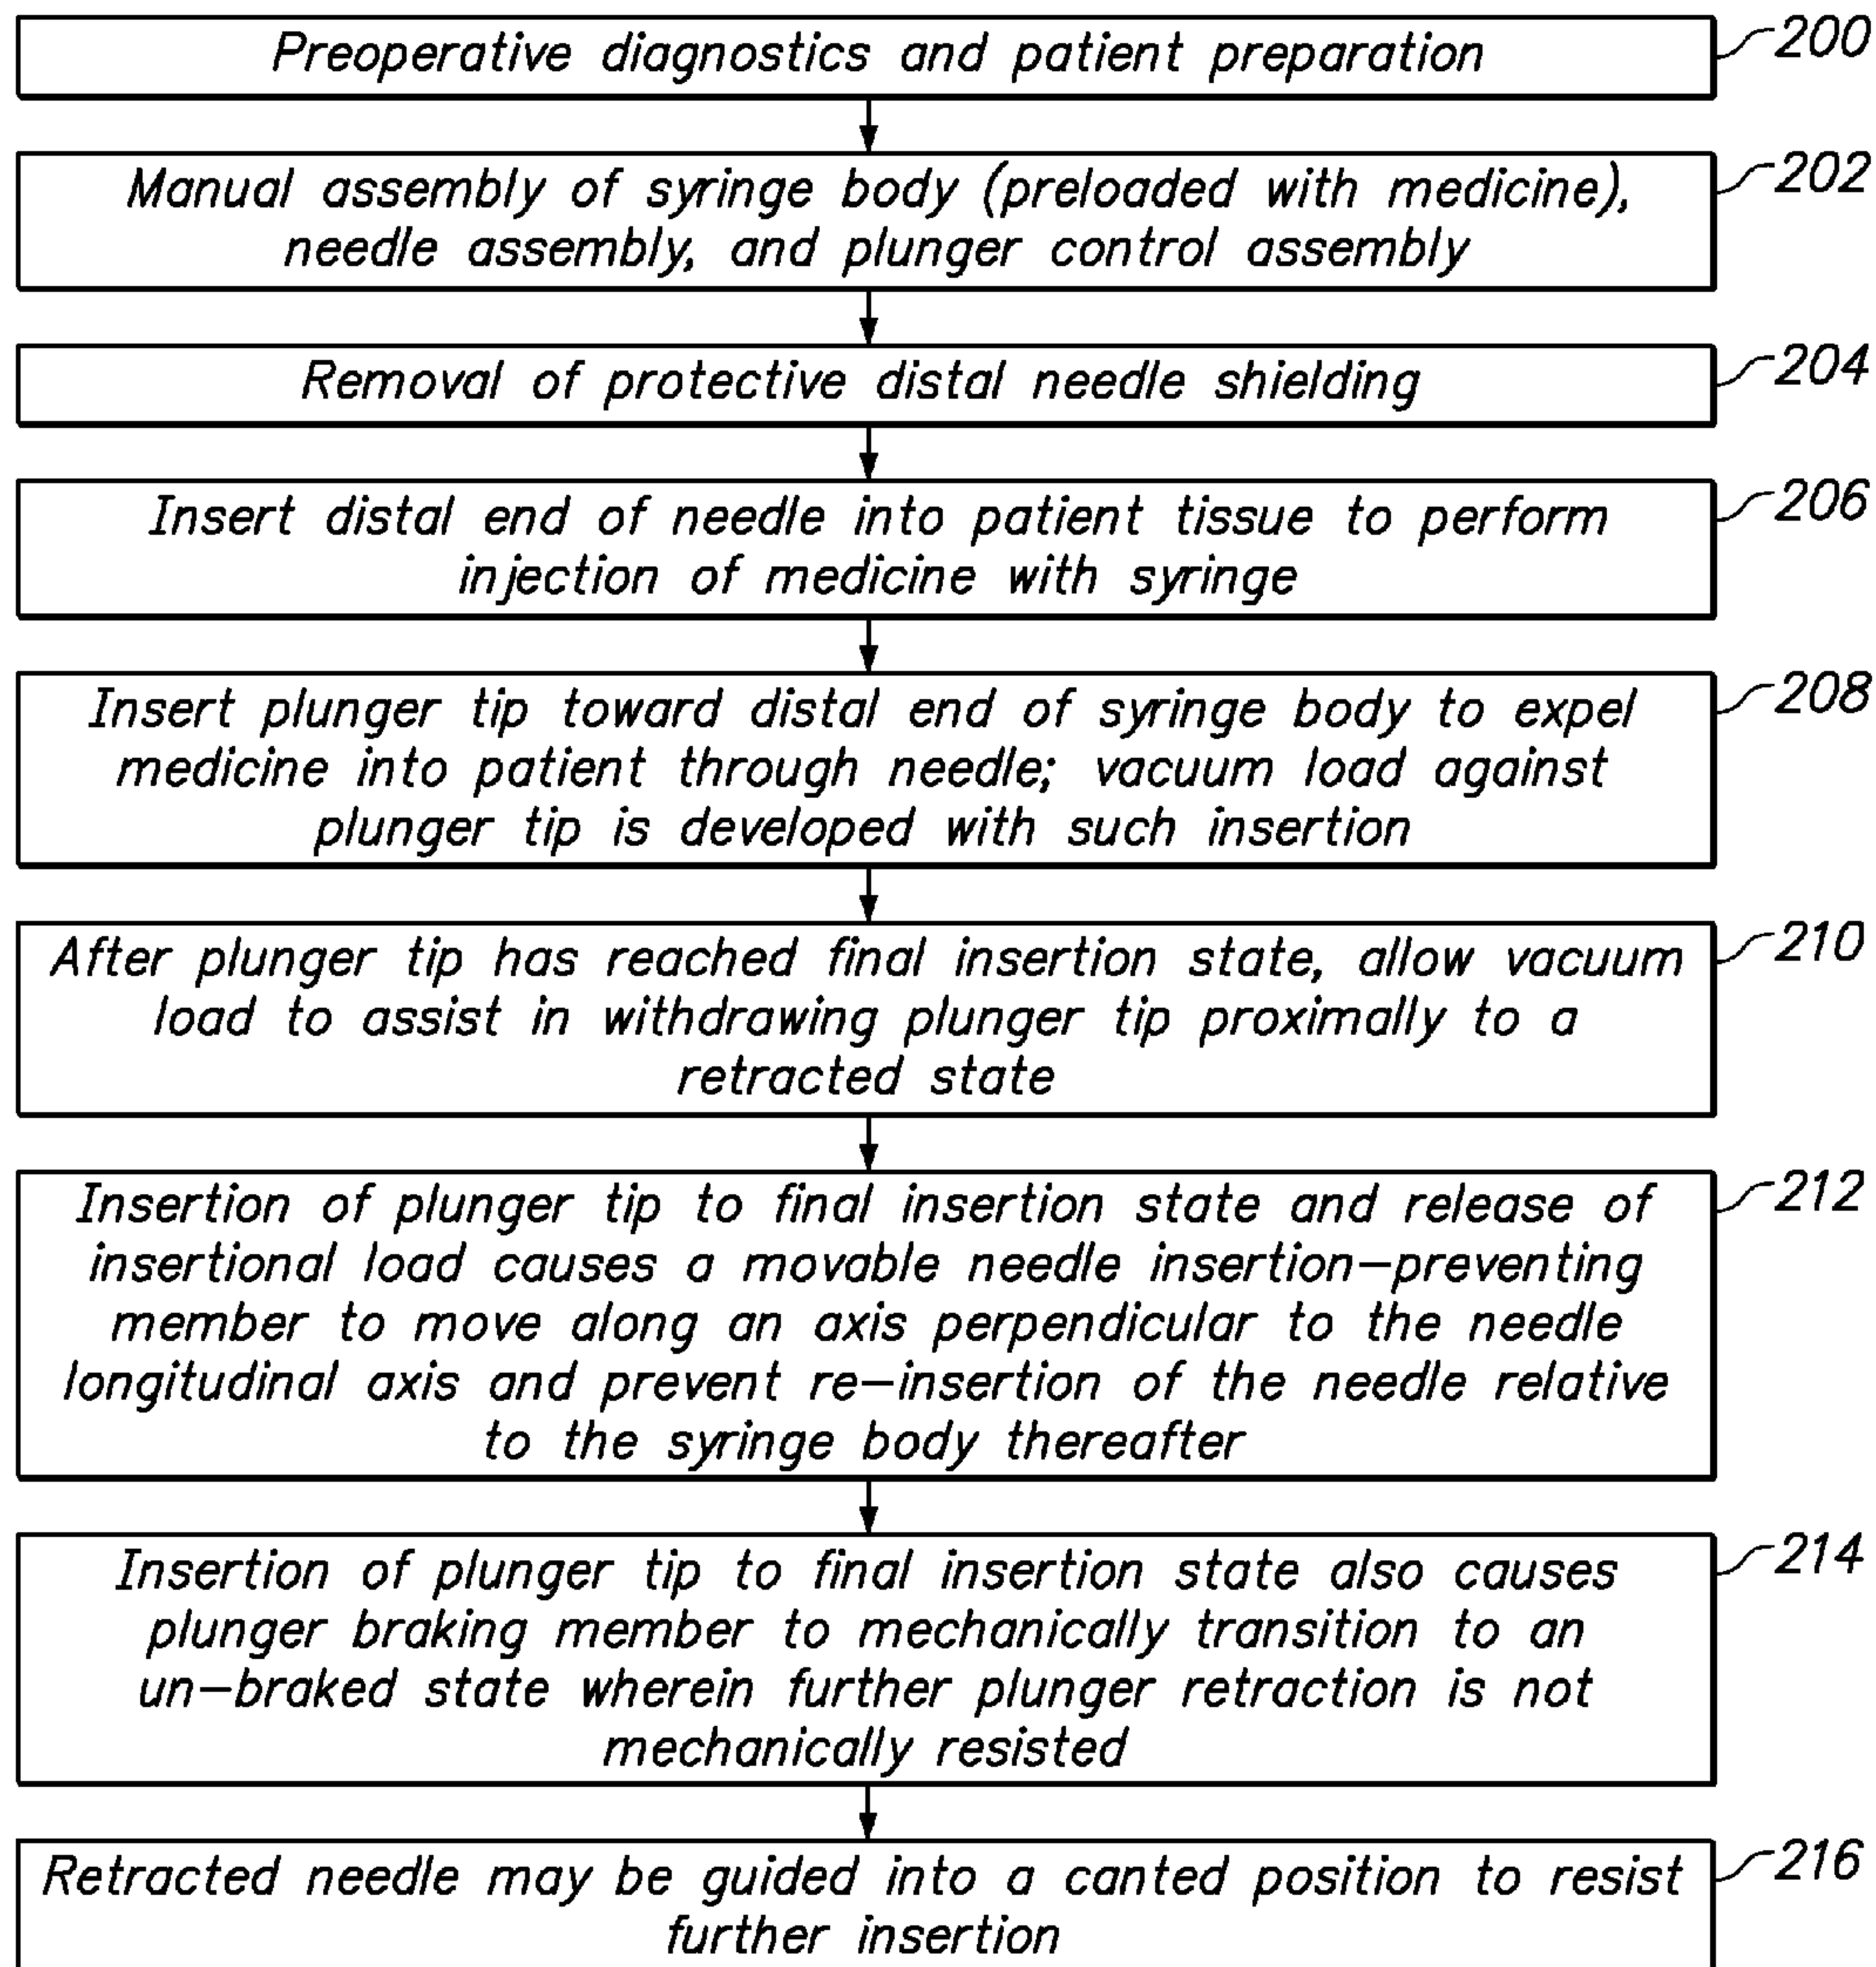 Preoperative diagnostics and patient preparation
200
Manual assembly of syringe body (preloaded with medicine),
needle assembly, and plunger control assembly
202
Removal of protective distal needle shielding
204
Insert distal end of needle into patient tissue to perform
injection of medicine with syringe
206
Insert plunger tip toward distal end of syringe body to expel
medicine into patient through needle; vacuum load against
plunger tip is developed with such insertion
208
After plunger tip has reached final insertion state, allow vacuum
load to assist in withdrawing plunger tip proximally to a
retracted state
210
Insertion of plunger tip to final insertion state and release of
insertional load causes a movable needle insertion-preventing
member to move along an axis perpendicular to the needle
longitudinal axis and prevent re-insertion of the needle relative
to the syringe body thereafter
212
Insertion of plunger tip to final insertion state also causes
plunger braking member to mechanically transition to an
un-braked state wherein further plunger retraction is not
mechanically resisted
214
Retracted needle may be guided into a canted position to resist
further insertion
216